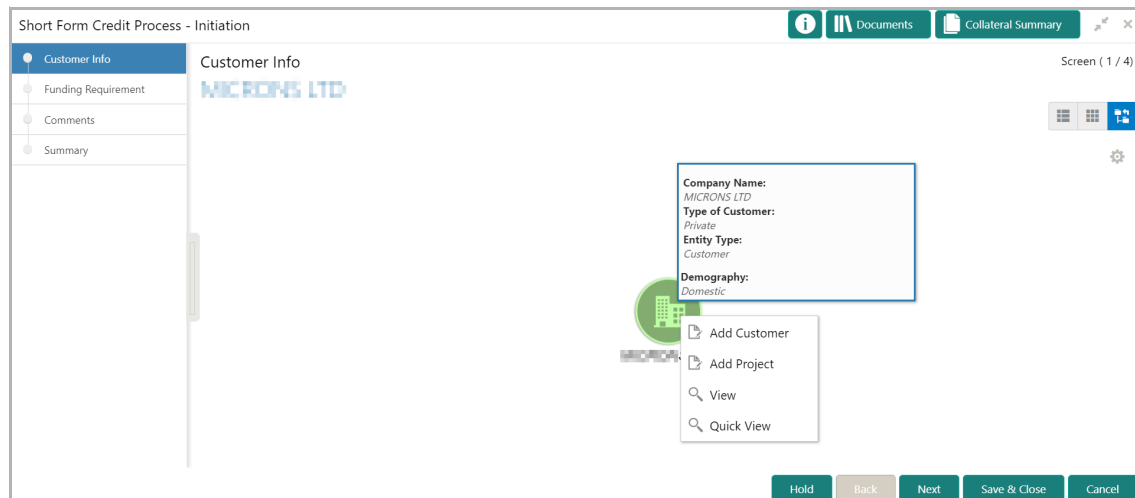 Short Form Credit Process - Initiation
Documents
Collateral Summary
Customer Info
Funding Requirement
Comments
Summary
Customer Info
Screen ( 1 / 4)
MICRONS LTD
Company Name:
MICRONS LTD
Type of Customer:
Private
Entity Type:
Customer
Demography:
Domestic
Add Customer
Add Project
View
Quick View
Hold
Back
Next
Save & Close
Cancel